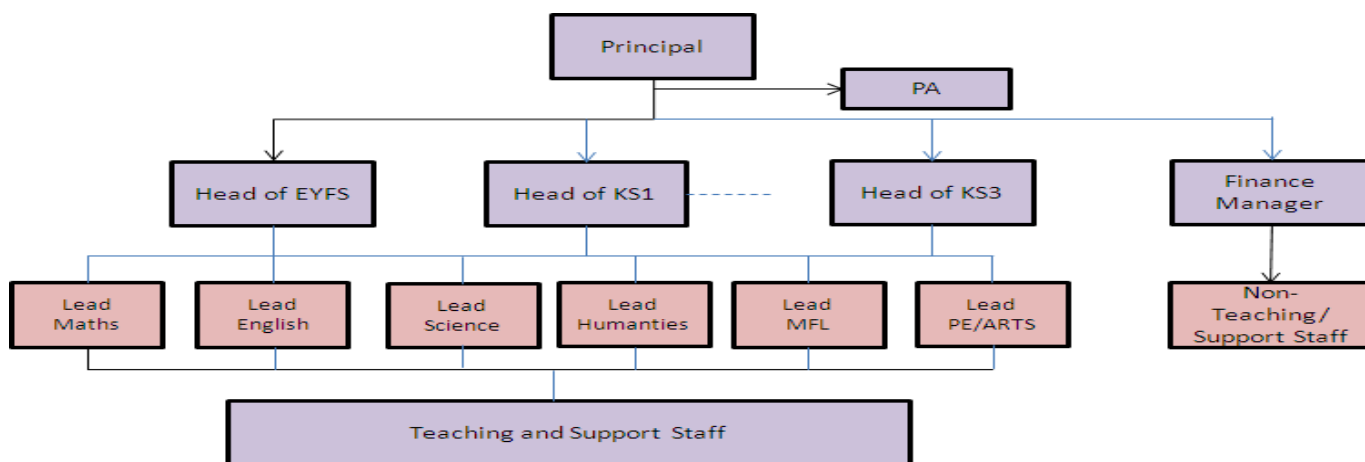 Principal
PA
Head of EYFS
Head of KS1
Head of KS3
Finance
Manager
Lead
Maths
Lead
English
Lead
Science
Lead
Humanties
Lead
MFL
Lead
PE/ARTS
Non-
Teaching/
Support Staff
Teaching and Support Staff